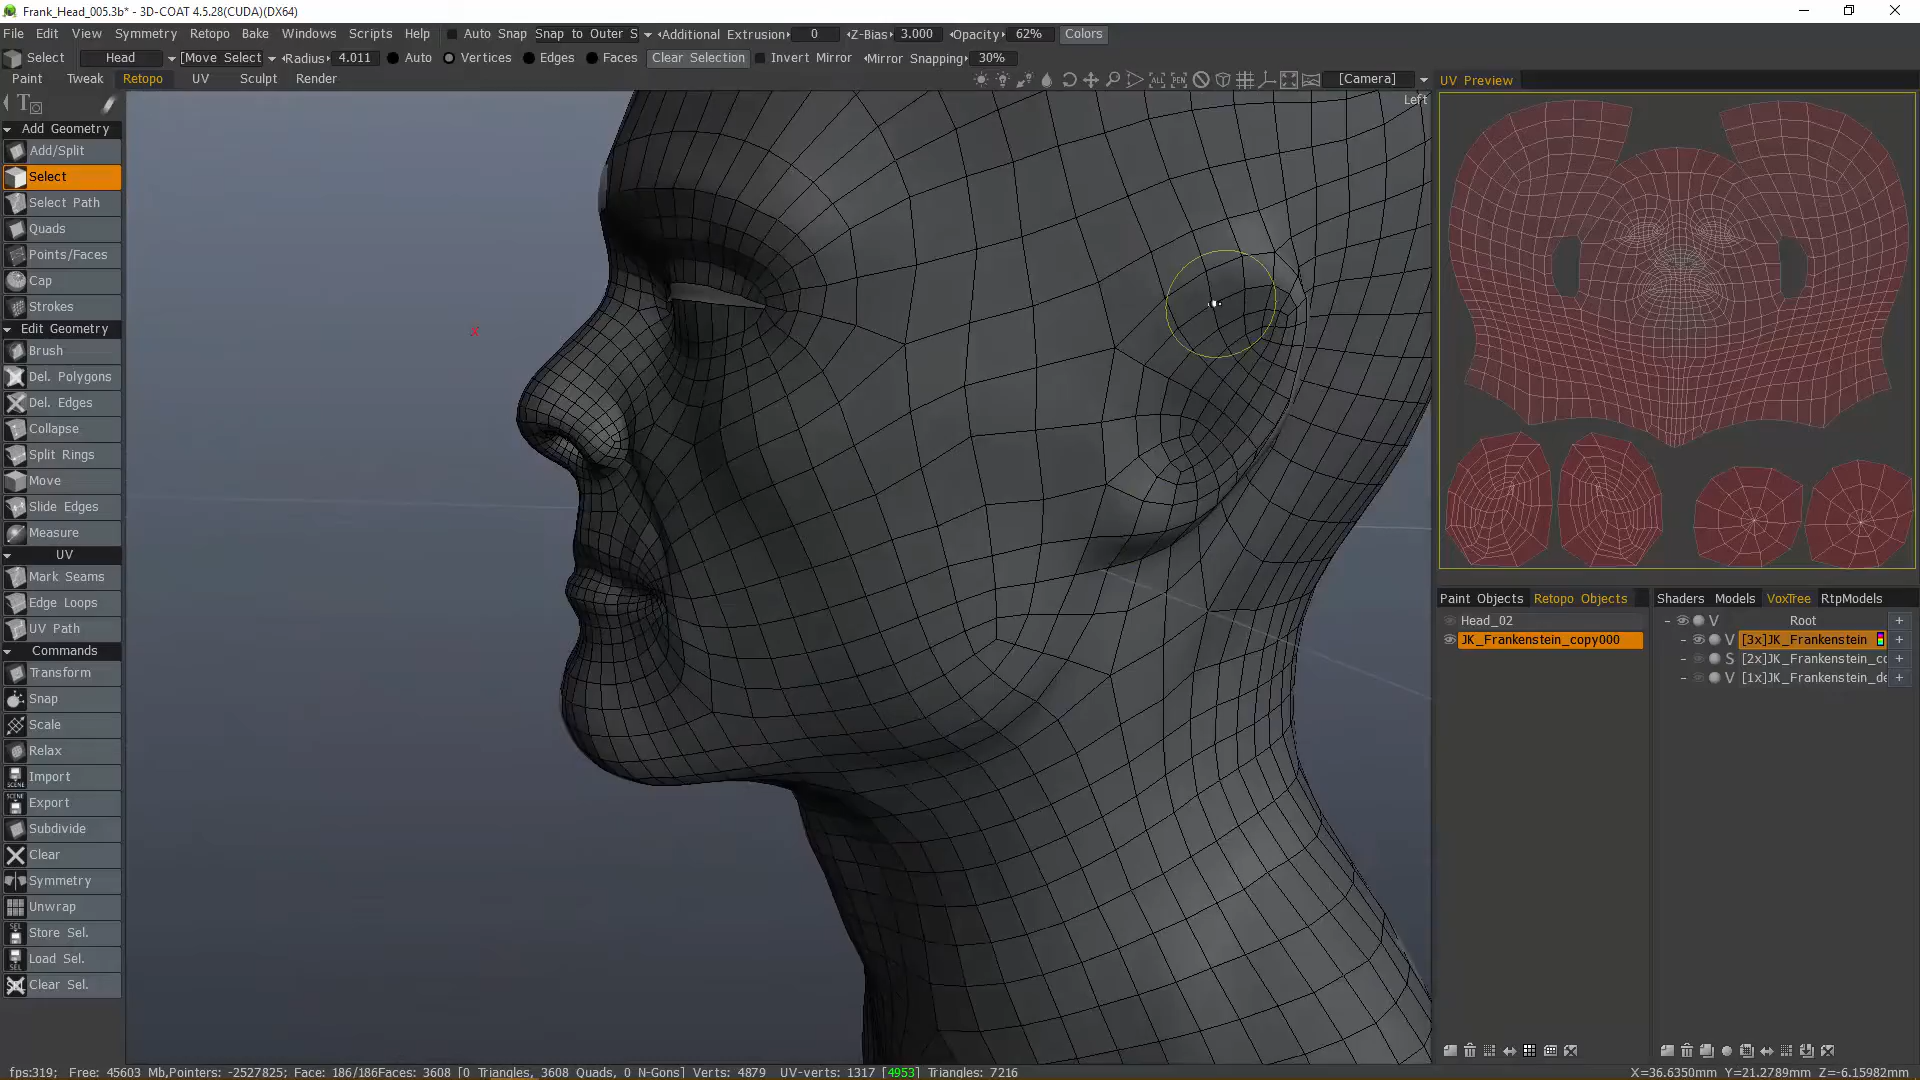 Frank_Head_005.3b* - 3D-COAT 4.5.28(CUDA)(DX64)
File Edit View Symmetry Retopo Bake Windows Scripts Help Auto Snap Snap to Outer S Additional Extrusion 0 Z-Bias 3.000 Opacity 62% Colors
Select Head [Move Select Radius 4.011 Auto Vertices Edges Faces Clear Selection Invert Mirror Mirror Snapping 30%
Paint Tweak Retopo UV Sculpt Render ALL PEN [Camera] UV Preview
Left
Add Geometry
Add/Split
Select
Select Path
Quads
Points/Faces
Cap
Strokes
Edit Geometry
Brush
Del. Polygons
Del. Edges
Collapse
Split Rings
Move
Slide Edges
Measure
UV
Mark Seams
Edge Loops
UV Path
Commands
Transform
Snap
Scale
Relax
SCENE Import
SCENE Export
Subdivide
Clear
Symmetry
Unwrap
SEL Store Sel.
SEL Load Sel.
SEL Clear Sel.
x
Paint Objects Retopo Objects
Head_02
JK_Frankenstein_copy000
Shaders Models VoxTree RtpModels
V Root +
V [3x]JK_Frankenstein +
S [2x]JK_Frankenstein_co +
V [1x]JK_Frankenstein_de +
fps:319; Free: 45603 Mb,Pointers: -2527825; Face: 186/186Faces: 3608 [0 Triangles, 3608 Quads, 0 N-Gons] Verts: 4879 UV-verts: 1317 [4953] Triangles: 7216 X=36.6350mm Y=21.2789mm Z=-6.15982mm